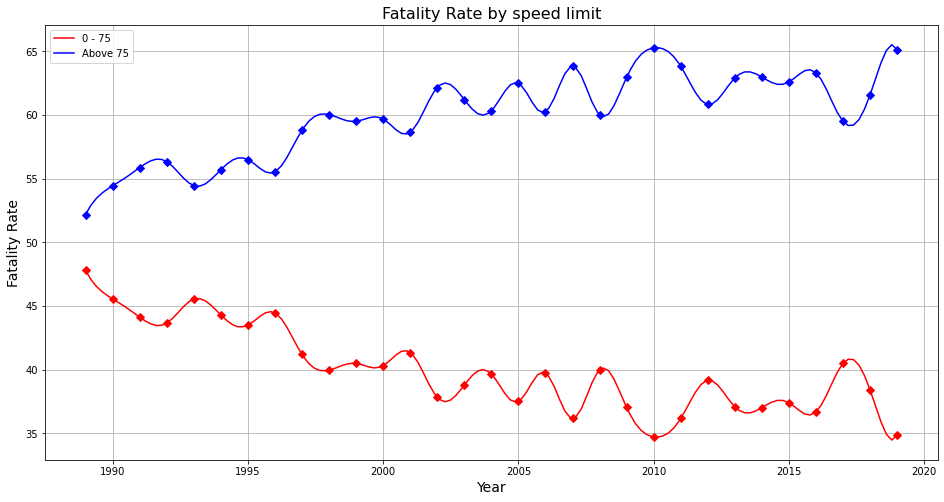 Fatality Rate by speed limit
0 - 75
Above 75
Fatality Rate
65
60
55
50
45
40
35
1990 1995 2000 2005 2010 2015 2020
Year